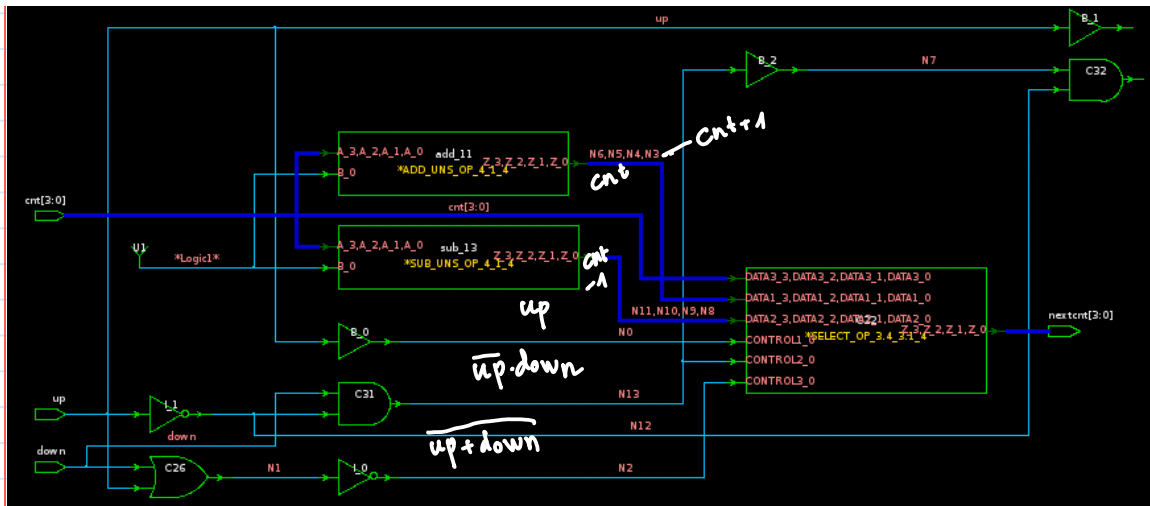 up
B_1
B_2
N7
C32
cnt+1
A_3,A_2,A_1,A_0
add_11
Z_3,Z_2,Z_1,Z_0
N6,N5,N4,N3
*ADD_UNS_OP_4_1_4
B_0
cnt
cnt[3:0]
cnt[3:0]
U1
*Logic1*
A_3,A_2,A_1,A_0
sub_13
Z_3,Z_2,Z_1,Z_0
*SUB_UNS_OP_4_1_4
B_0
cnt
-1
DATA3_3,DATA3_2,DATA3_1,DATA3_0
DATA1_3,DATA1_2,DATA1_1,DATA1_0
up
N11,N10,N9,N8
DATA2_3,DATA2_2,DATA2_1,DATA2_0
C22
Z_3,Z_2,Z_1,Z_0
nextcnt[3:0]
*SELECT_OP_3.4_3.1_4
B_0
N0
CONTROL1_0
up·down
CONTROL2_0
CONTROL3_0
up
I_1
C31
N13
down
up+down
N12
down
C26
N1
I_0
N2